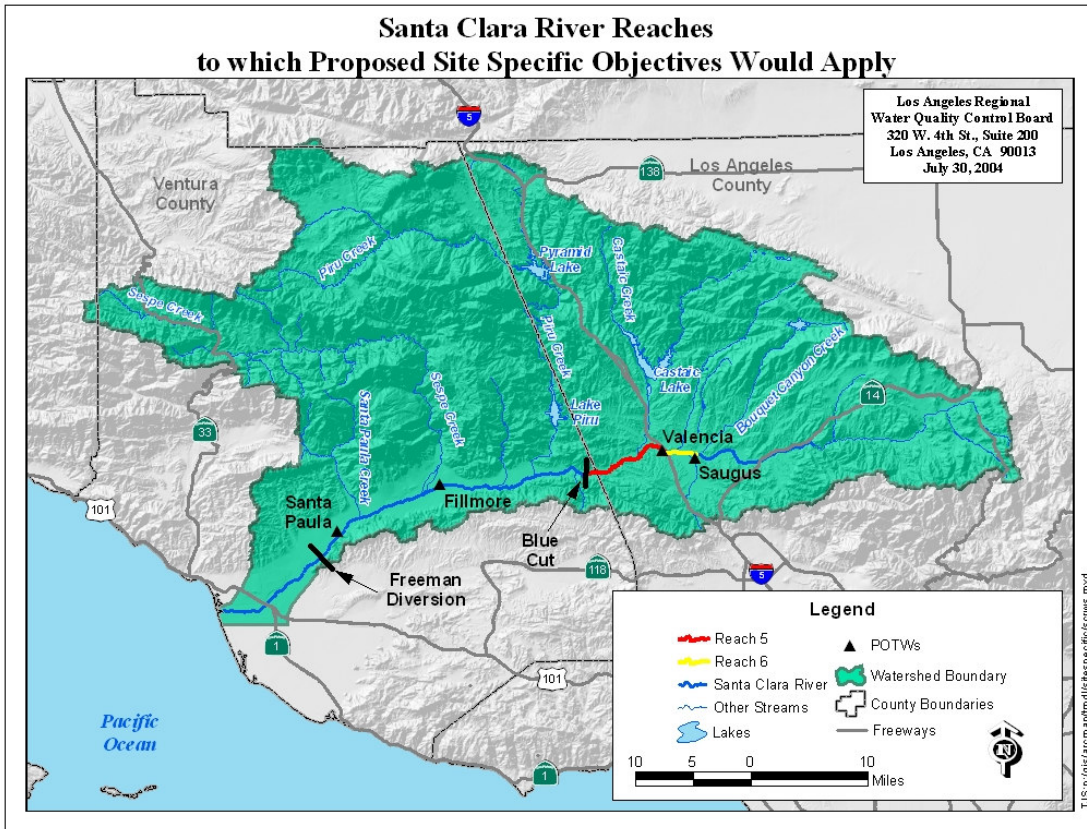 Santa Clara River Reaches
to which Proposed Site Specific Objectives Would Apply
Los Angeles Regional
Water Quality Control Board
320 W. 4th St., Suite 200
Los Angeles, CA 90013
July 30, 2004
5
Los Angeles
County
138
Ventura
County
Pyramid
Lake
Castaic Creek
Piru Creek
Sespe Creek
Piru Creek
Castaic
Lake
Bouquet Canyon Creek
Sespe Creek
Lake
Piru
Santa Paula Creek
14
33
Valencia
Saugus
Fillmore
Santa
Paula
101
Blue
Cut
118
5
Freeman
Diversion
1
101
1
Pacific
Ocean
Legend
Reach 5
Reach 6
Santa Clara River
Other Streams
Lakes
POTWs
Watershed Boundary
County Boundaries
Freeways
N
10 5 0 10
Miles